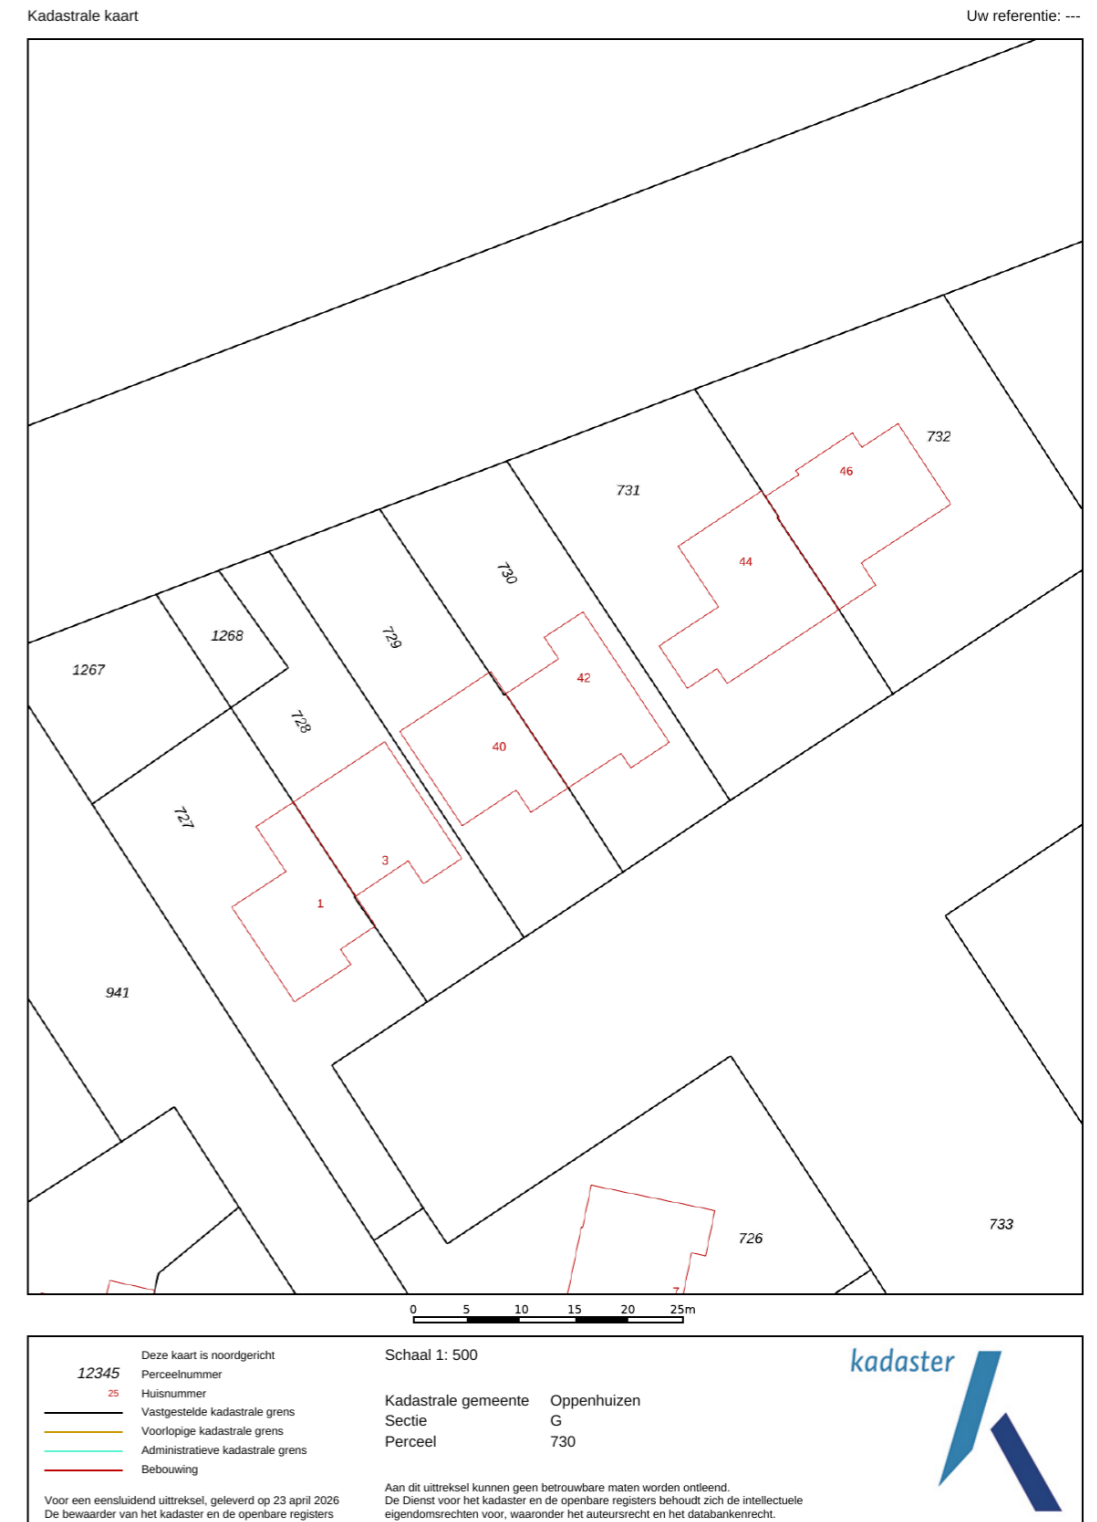 Kadastrale kaart
Uw referentie: ---
732
46
731
44
730
1268
729
1267
42
728
40
727
3
1
941
733
726
7
0 5 10 15 20 25m
Deze kaart is noordgericht
12345 Perceelnummer
25 Huisnummer
Vastgestelde kadastrale grens
Voorlopige kadastrale grens
Administratieve kadastrale grens
Bebouwing
Voor een eensluidend uittreksel, geleverd op 23 april 2026
De bewaarder van het kadaster en de openbare registers
Schaal 1: 500
Kadastrale gemeente Oppenhuizen
Sectie G
Perceel 730
Aan dit uittreksel kunnen geen betrouwbare maten worden ontleend.
De Dienst voor het kadaster en de openbare registers behoudt zich de intellectuele
eigendomsrechten voor, waaronder het auteursrecht en het databankenrecht.
kadaster